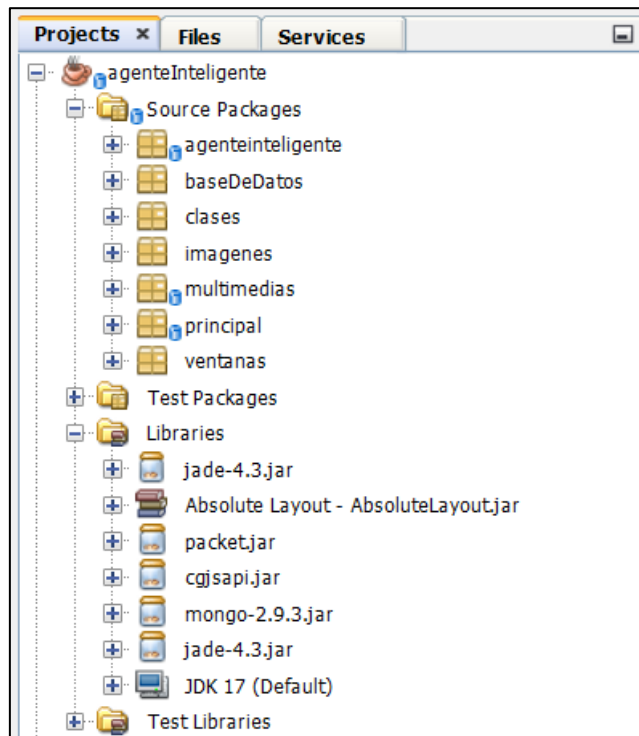 Projects × Files Services
agenteInteligente
Source Packages
agenteinteligente
baseDeDatos
clases
imagenes
multimedias
principal
ventanas
Test Packages
Libraries
jade-4.3.jar
Absolute Layout - AbsoluteLayout.jar
packet.jar
cgjsapi.jar
mongo-2.9.3.jar
jade-4.3.jar
JDK 17 (Default)
Test Libraries